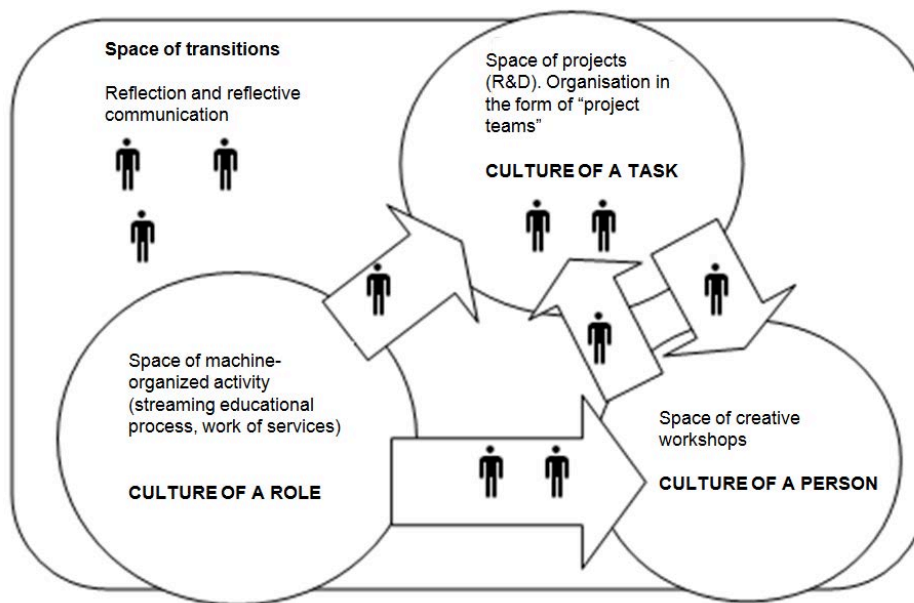 Space of transitions
Reflection and reflective
communication
Space of projects
(R&D). Organisation in
the form of “project
teams”
CULTURE OF A TASK
Space of machine-
organized activity
(streaming educational
process, work of services)
CULTURE OF A ROLE
Space of creative
workshops
CULTURE OF A PERSON